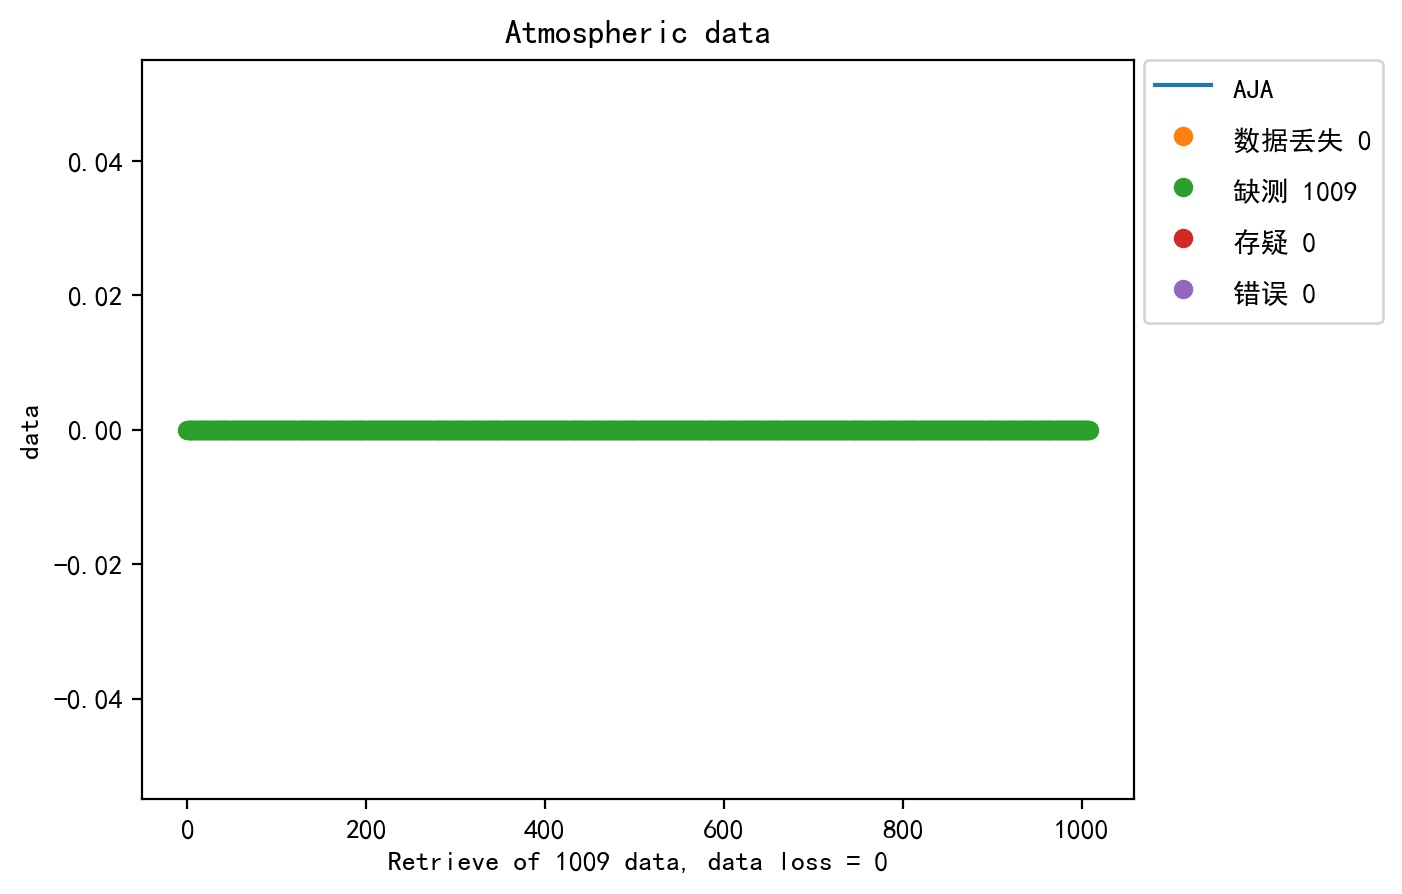 Atmospheric data
AJA
数据丢失 0
缺测 1009
存疑 0
错误 0
data
0.04
0.02
0.00
−0.02
−0.04
0 200 400 600 800 1000
Retrieve of 1009 data, data loss = 0